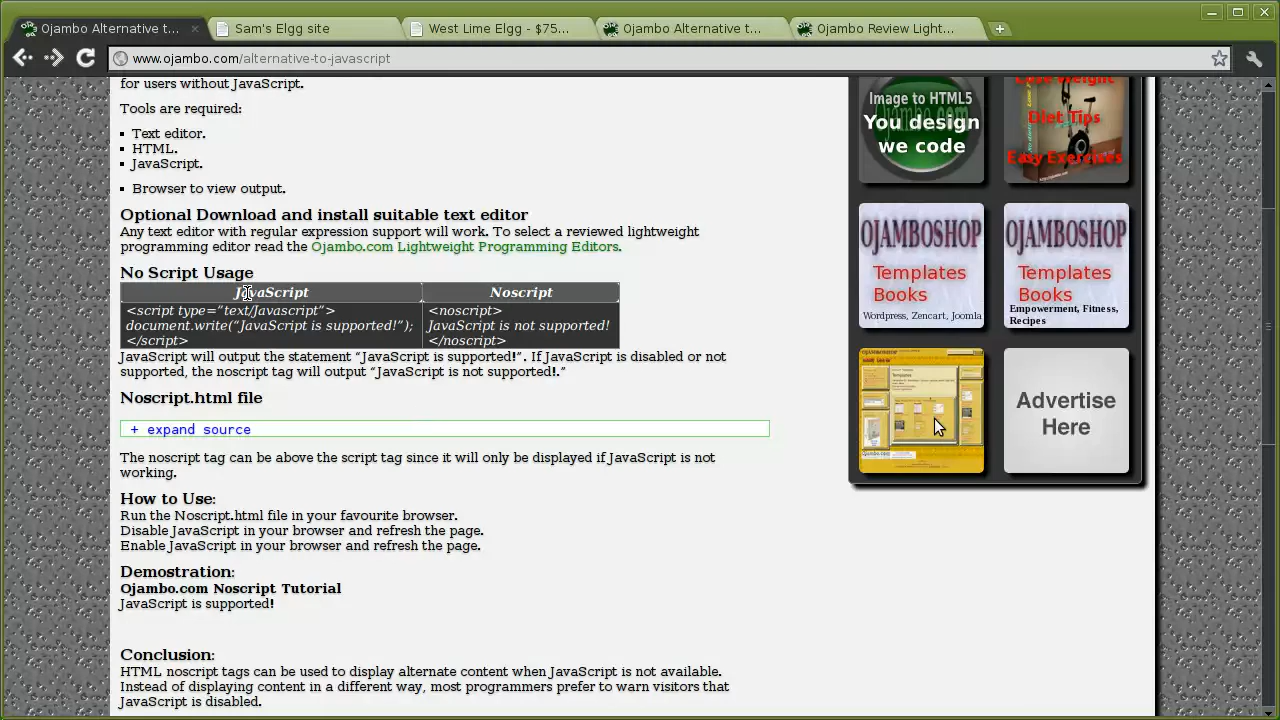 Ojambo Alternative t...
Sam's Elgg site
West Lime Elgg - $75...
Ojambo Alternative t...
Ojambo Review Light...
www.ojambo.com/alternative-to-javascript
for users without JavaScript.
Tools are required:
Text editor.
HTML.
JavaScript.
Browser to view output.
Optional Download and install suitable text editor
Any text editor with regular expression support will work. To select a reviewed lightweight
programming editor read the Ojambo.com Lightweight Programming Editors.
No Script Usage
JavaScript Noscript
<script type=”text/Javascript”>
document.write(“JavaScript is supported!”);
</script>
<noscript>
JavaScript is not supported!
</noscript>
JavaScript will output the statement “JavaScript is supported!”. If JavaScript is disabled or not
supported, the noscript tag will output “JavaScript is not supported!.”
Noscript.html file
+ expand source
The noscript tag can be above the script tag since it will only be displayed if JavaScript is not
working.
How to Use:
Run the Noscript.html file in your favourite browser.
Disable JavaScript in your browser and refresh the page.
Enable JavaScript in your browser and refresh the page.
Demostration:
Ojambo.com Noscript Tutorial
JavaScript is supported!
Conclusion:
HTML noscript tags can be used to display alternate content when JavaScript is not available.
Instead of displaying content in a different way, most programmers prefer to warn visitors that
JavaScript is disabled.
Image to HTML5
You design
we code
Lose Weight
Diet Tips
Easy Exercises
OJAMBOSHOP
Templates
Books
Wordpress, Zencart, Joomla
OJAMBOSHOP
Templates
Books
Empowerment, Fitness,
Recipes
Advertise
Here